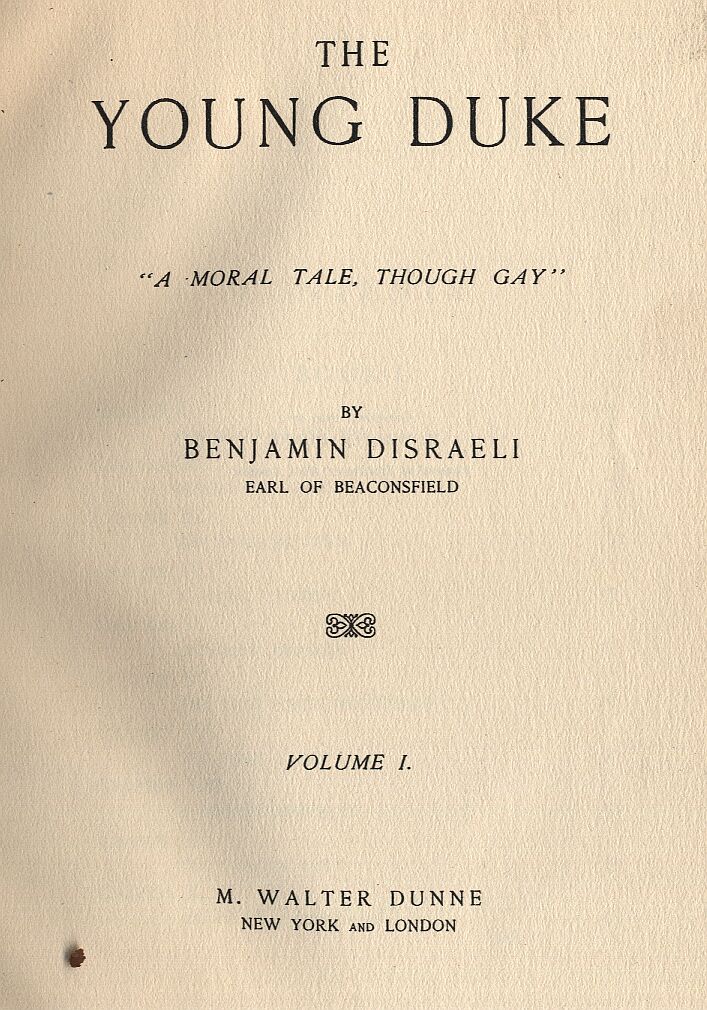 THE
YOUNG DUKE
"A MORAL TALE, THOUGH GAY"
BY
BENJAMIN DISRAELI
EARL OF BEACONSFIELD
VOLUME I.
M. WALTER DUNNE
NEW YORK AND LONDON